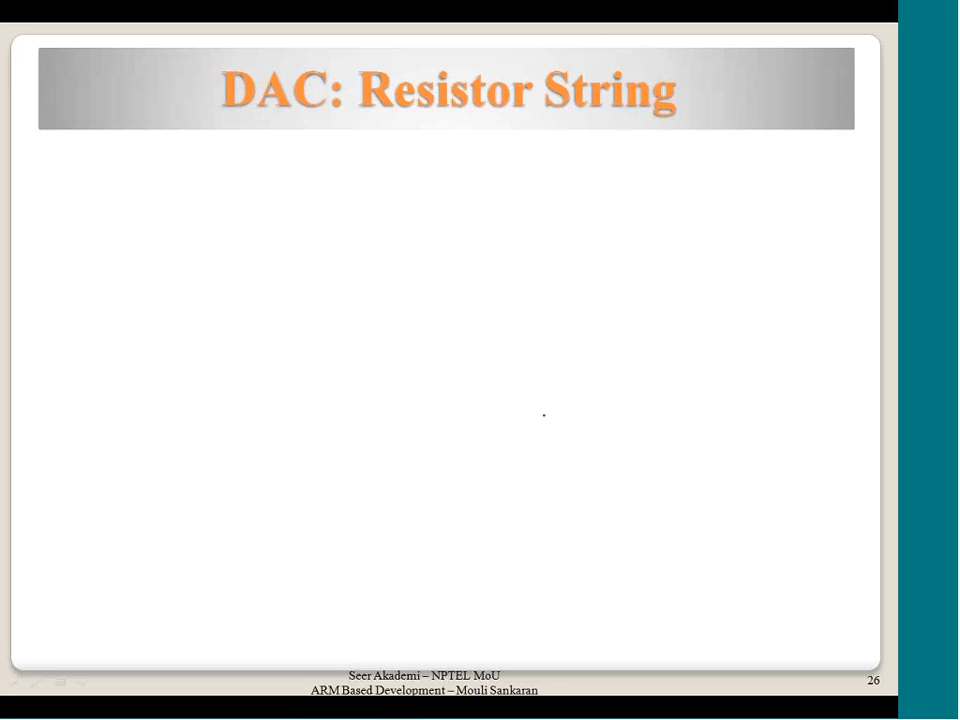 DAC: Resistor String
Seer Akademi – NPTEL MoU
ARM Based Development – Mouli Sankaran
26